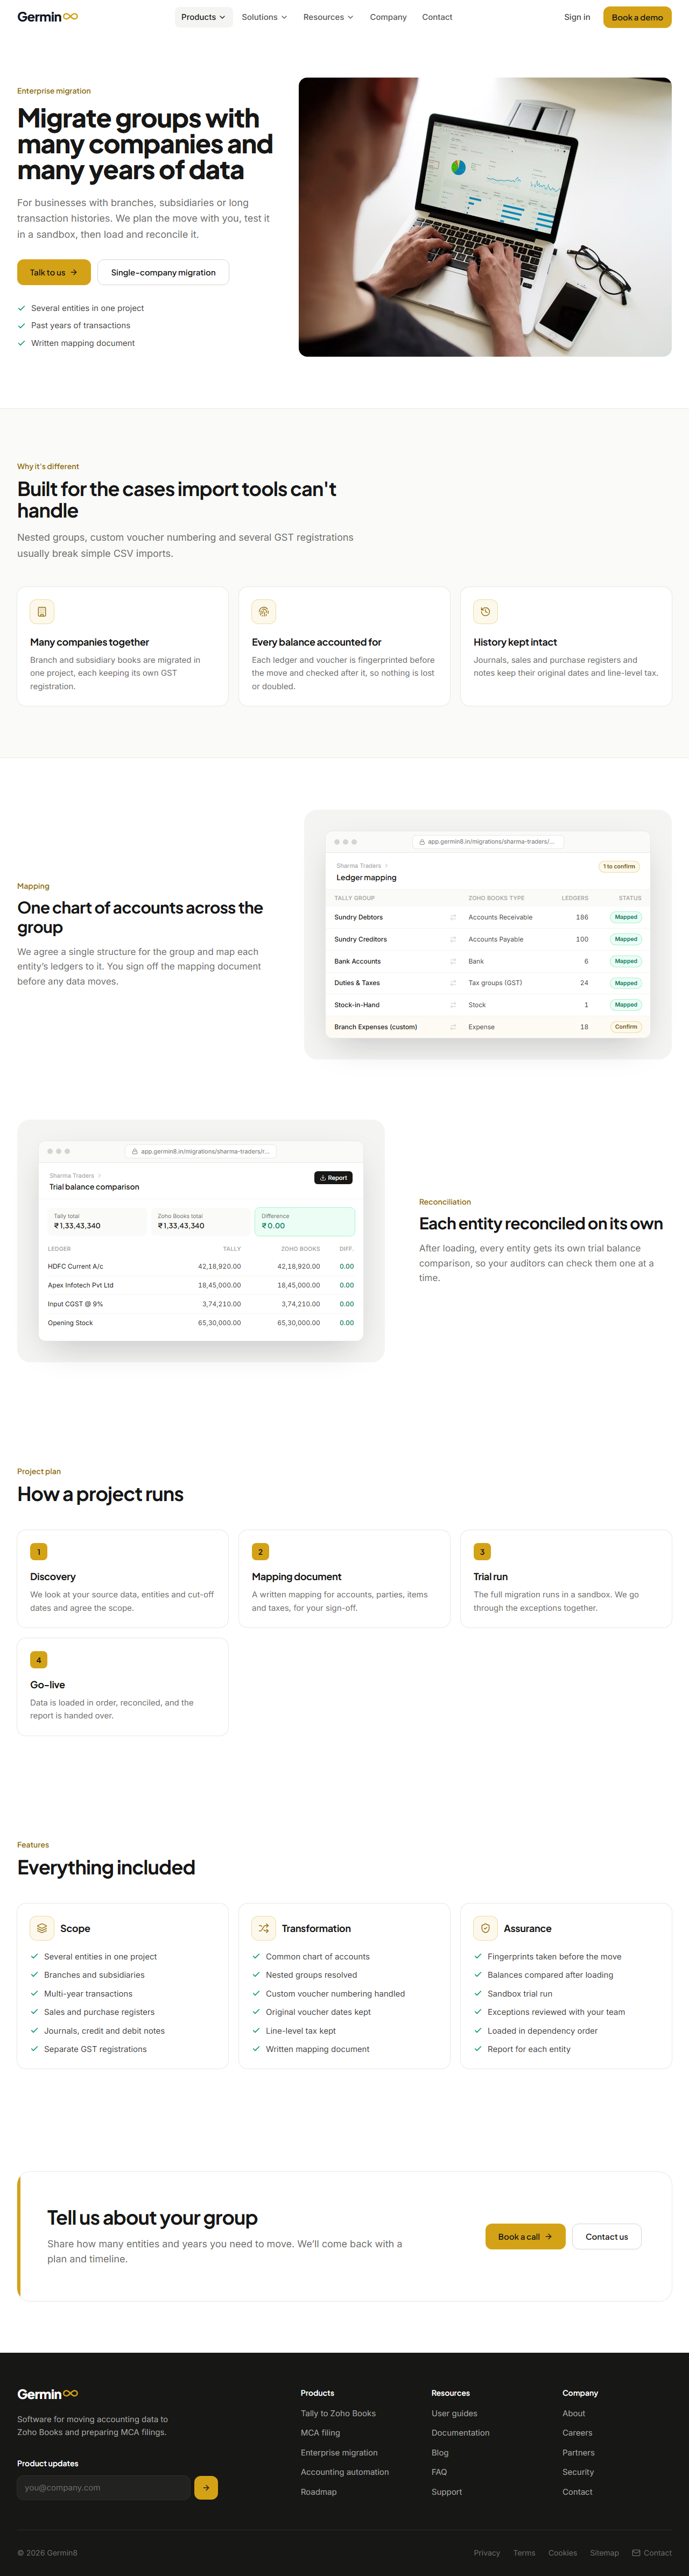 Germin
Products
Solutions
Resources
Company
Contact
Sign in
Book a demo
Enterprise migration
Migrate groups with
many companies and
many years of data
For businesses with branches, subsidiaries or long
transaction histories. We plan the move with you, test it
in a sandbox, then load and reconcile it.
Talk to us
Single-company migration
Several entities in one project
Past years of transactions
Written mapping document
Why it's different
Built for the cases import tools can't
handle
Nested groups, custom voucher numbering and several GST registrations
usually break simple CSV imports.
Many companies together
Branch and subsidiary books are migrated in
one project, each keeping its own GST
registration.
Every balance accounted for
Each ledger and voucher is fingerprinted before
the move and checked after it, so nothing is lost
or doubled.
History kept intact
Journals, sales and purchase registers and
notes keep their original dates and line-level tax.
Mapping
One chart of accounts across the
group
We agree a single structure for the group and map each
entity's ledgers to it. You sign off the mapping document
before any data moves.
app.germin8.in/migrations/sharma-traders/...
Sharma Traders
Ledger mapping
1 to confirm
TALLY GROUP ZOHO BOOKS TYPE LEDGERS STATUS
Sundry Debtors Accounts Receivable 186 Mapped
Sundry Creditors Accounts Payable 100 Mapped
Bank Accounts Bank 6 Mapped
Duties & Taxes Tax groups (GST) 24 Mapped
Stock-in-Hand Stock 1 Mapped
Branch Expenses (custom) Expense 18 Confirm
app.germin8.in/migrations/sharma-traders/r...
Sharma Traders
Trial balance comparison
Report
Tally total
₹1,33,43,340
Zoho Books total
₹1,33,43,340
Difference
₹0.00
LEDGER TALLY ZOHO BOOKS DIFF.
HDFC Current A/c 42,18,920.00 42,18,920.00 0.00
Apex Infotech Pvt Ltd 18,45,000.00 18,45,000.00 0.00
Input CGST @ 9% 3,74,210.00 3,74,210.00 0.00
Opening Stock 65,30,000.00 65,30,000.00 0.00
Reconciliation
Each entity reconciled on its own
After loading, every entity gets its own trial balance
comparison, so your auditors can check them one at a
time.
Project plan
How a project runs
1
Discovery
We look at your source data, entities and cut-off
dates and agree the scope.
2
Mapping document
A written mapping for accounts, parties, items
and taxes, for your sign-off.
3
Trial run
The full migration runs in a sandbox. We go
through the exceptions together.
4
Go-live
Data is loaded in order, reconciled, and the
report is handed over.
Features
Everything included
Scope
Several entities in one project
Branches and subsidiaries
Multi-year transactions
Sales and purchase registers
Journals, credit and debit notes
Separate GST registrations
Transformation
Common chart of accounts
Nested groups resolved
Custom voucher numbering handled
Original voucher dates kept
Line-level tax kept
Written mapping document
Assurance
Fingerprints taken before the move
Balances compared after loading
Sandbox trial run
Exceptions reviewed with your team
Loaded in dependency order
Report for each entity
Tell us about your group
Share how many entities and years you need to move. We'll come back with a
plan and timeline.
Book a call
Contact us
Germin
Software for moving accounting data to
Zoho Books and preparing MCA filings.
Product updates
you@company.com
Products
Tally to Zoho Books
MCA filing
Enterprise migration
Accounting automation
Roadmap
Resources
User guides
Documentation
Blog
FAQ
Support
Company
About
Careers
Partners
Security
Contact
© 2026 Germin8
Privacy
Terms
Cookies
Sitemap
Contact